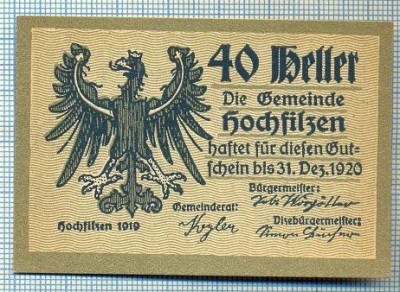 40 Heller
Die Gemeinde
Hochfilzen
haftet für diesen Gut-
schein bis 31. Dez. 1920
Bürgermeister:
Gemeinderat:
Vizebürgermeister:
Hochfilzen 1919
Kogler